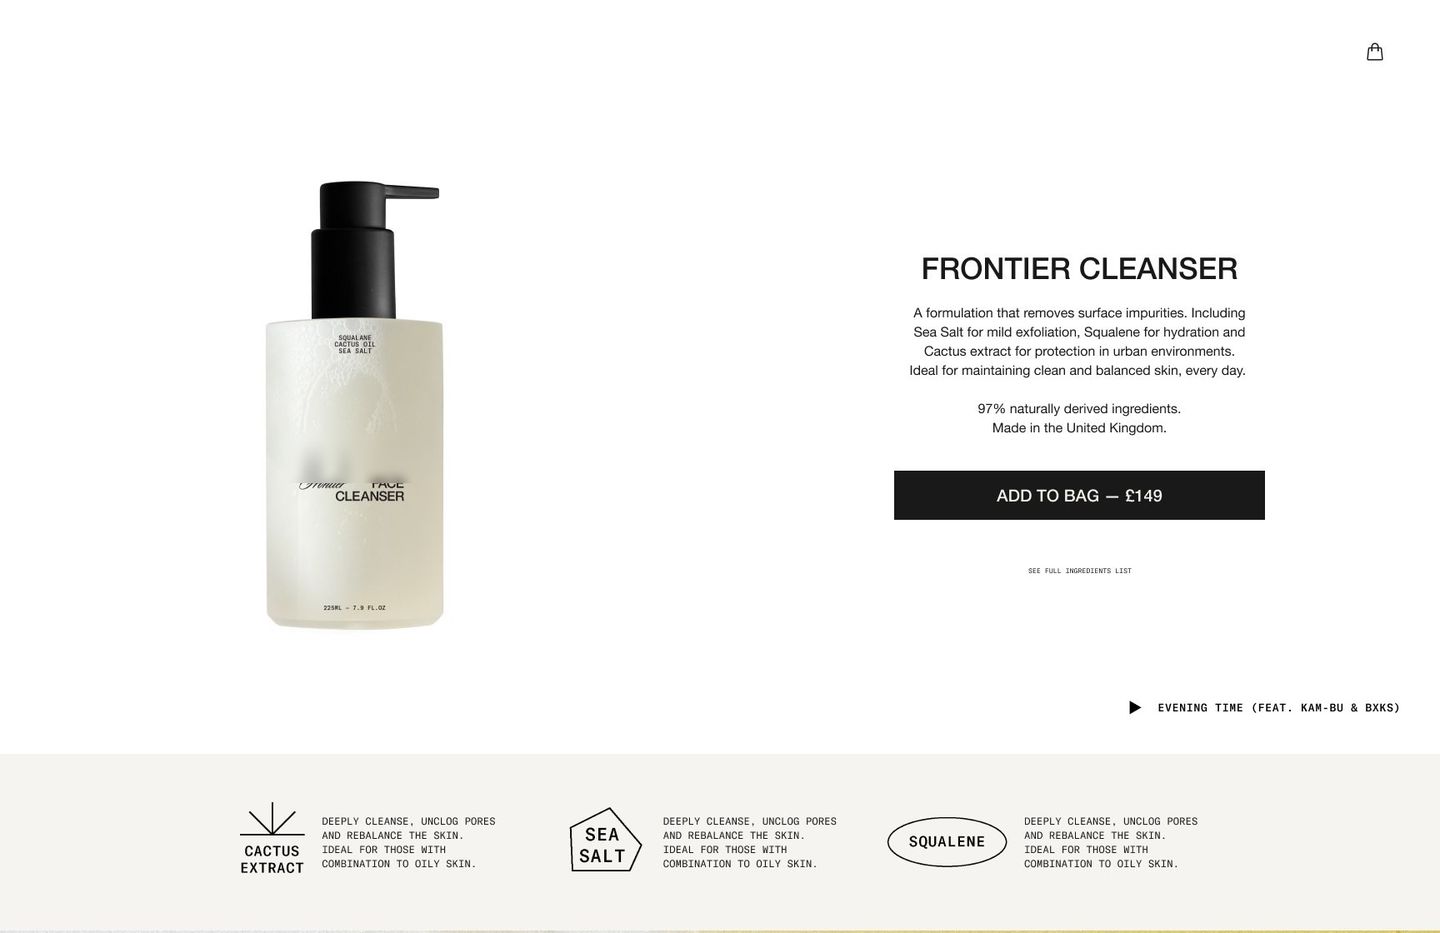 SQUALANE
CACTUS OIL
SEA SALT
Frontier FACE
CLEANSER
225ML – 7.9 FL.OZ
FRONTIER CLEANSER
A formulation that removes surface impurities. Including
Sea Salt for mild exfoliation, Squalene for hydration and
Cactus extract for protection in urban environments.
Ideal for maintaining clean and balanced skin, every day.
97% naturally derived ingredients.
Made in the United Kingdom.
ADD TO BAG — £149
SEE FULL INGREDIENTS LIST
EVENING TIME (FEAT. KAM-BU & BXKS)
CACTUS
EXTRACT
DEEPLY CLEANSE, UNCLOG PORES
AND REBALANCE THE SKIN.
IDEAL FOR THOSE WITH
COMBINATION TO OILY SKIN.
SEA
SALT
DEEPLY CLEANSE, UNCLOG PORES
AND REBALANCE THE SKIN.
IDEAL FOR THOSE WITH
COMBINATION TO OILY SKIN.
SQUALENE
DEEPLY CLEANSE, UNCLOG PORES
AND REBALANCE THE SKIN.
IDEAL FOR THOSE WITH
COMBINATION TO OILY SKIN.